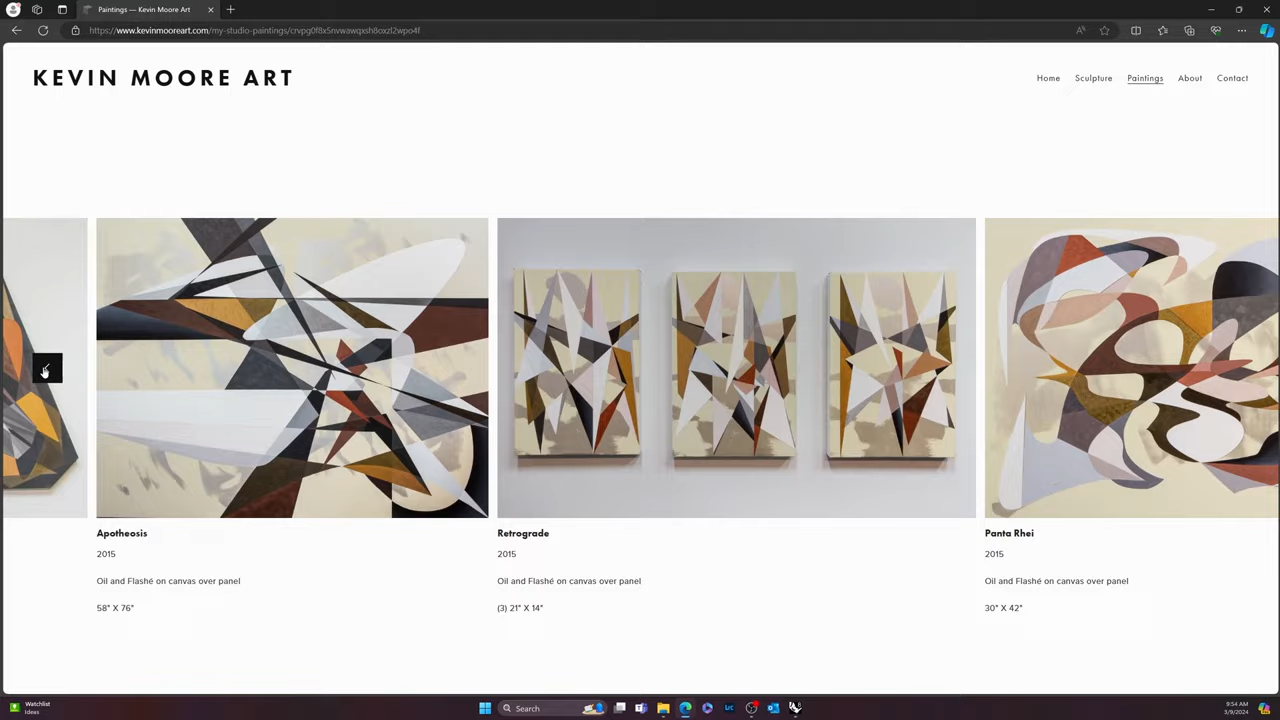 Paintings — Kevin Moore Art
https://www.kevinmooreart.com/my-studio-paintings/crvpg0f8x5nvwawqxsh8oxzl2wpo4f
KEVIN MOORE ART
Home Sculpture Paintings About Contact
Apotheosis
2015
Oil and Flashé on canvas over panel
58" X 76"
Retrograde
2015
Oil and Flashé on canvas over panel
(3) 21" X 14"
Panta Rhei
2015
Oil and Flashé on canvas over panel
30" X 42"
Watchlist
Ideas
Search
9:54 AM
3/9/2024